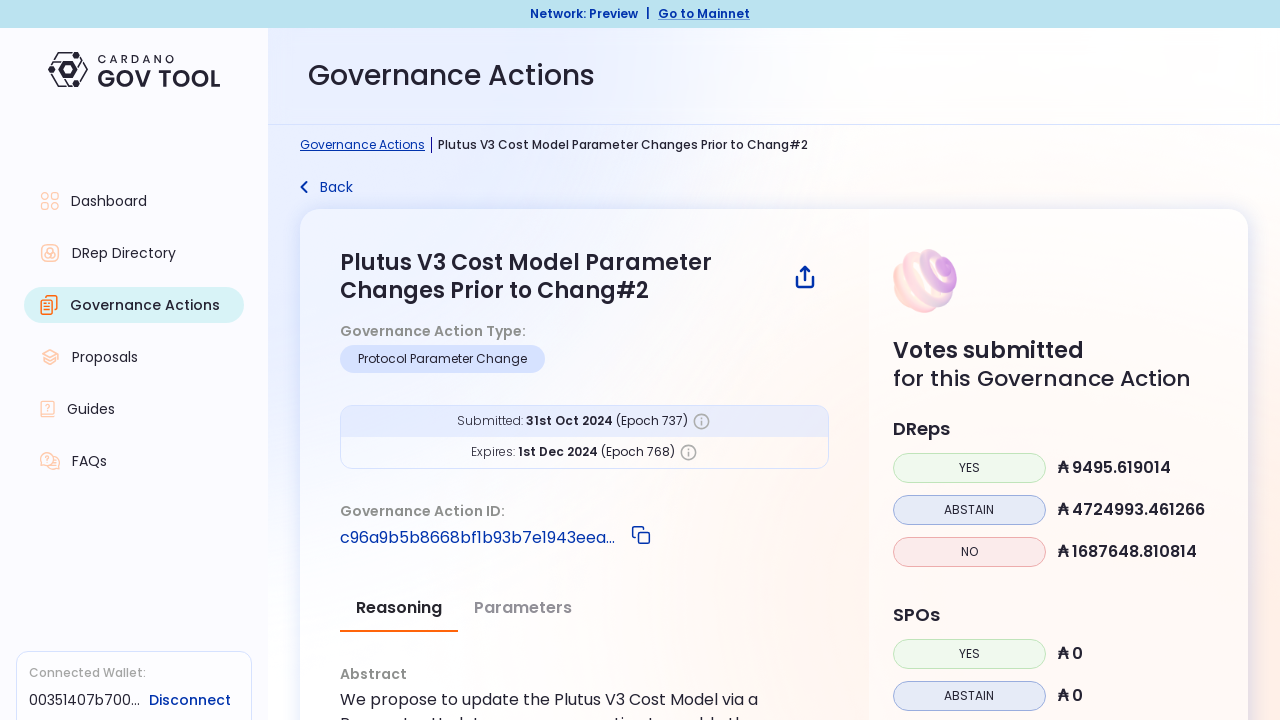 Network: Preview | Go to Mainnet
CARDANO
GOV TOOL
Dashboard
DRep Directory
Governance Actions
Proposals
Guides
FAQs
Connected Wallet:
00351407b700... Disconnect
Governance Actions
Governance Actions | Plutus V3 Cost Model Parameter Changes Prior to Chang#2
Back
Plutus V3 Cost Model Parameter
Changes Prior to Chang#2
Governance Action Type:
Protocol Parameter Change
Submitted: 31st Oct 2024 (Epoch 737)
Expires: 1st Dec 2024 (Epoch 768)
Governance Action ID:
c96a9b5b8668bf1b93b7e1943eea...
Reasoning Parameters
Abstract
We propose to update the Plutus V3 Cost Model via a
Votes submitted
for this Governance Action
DReps
YES ₳ 9495.619014
ABSTAIN ₳ 4724993.461266
NO ₳ 1687648.810814
SPOs
YES ₳ 0
ABSTAIN ₳ 0